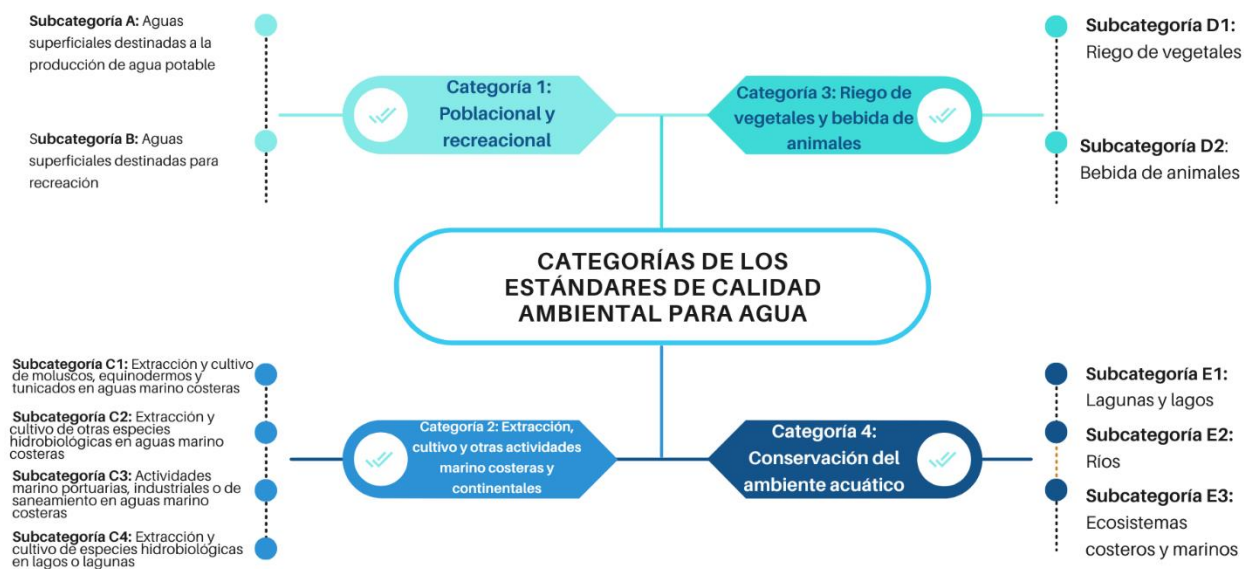 Subcategoría A: Aguas
superficiales destinadas a la
producción de agua potable
Subcategoría B: Aguas
superficiales destinadas para
recreación
Categoría 1:
Poblacional y
recreacional
Categoría 3: Riego de
vegetales y bebida de
animales
Subcategoría D1:
Riego de vegetales
Subcategoría D2:
Bebida de animales
CATEGORÍAS DE LOS
ESTÁNDARES DE CALIDAD
AMBIENTAL PARA AGUA
Subcategoría C1: Extracción y cultivo
de moluscos, equinodermos y
tunicados en aguas marino costeras
Subcategoría C2: Extracción y
cultivo de otras especies
hidrobiológicas en aguas marino
costeras
Subcategoría C3: Actividades
marino portuarias, industriales o de
saneamiento en aguas marino
costeras
Subcategoría C4: Extracción y
cultivo de especies hidrobiológicas
en lagos o lagunas
Categoría 2: Extracción,
cultivo y otras actividades
marino costeras y
continentales
Categoría 4:
Conservación del
ambiente acuático
Subcategoría E1:
Lagunas y lagos
Subcategoría E2:
Ríos
Subcategoría E3:
Ecosistemas
costeros y marinos